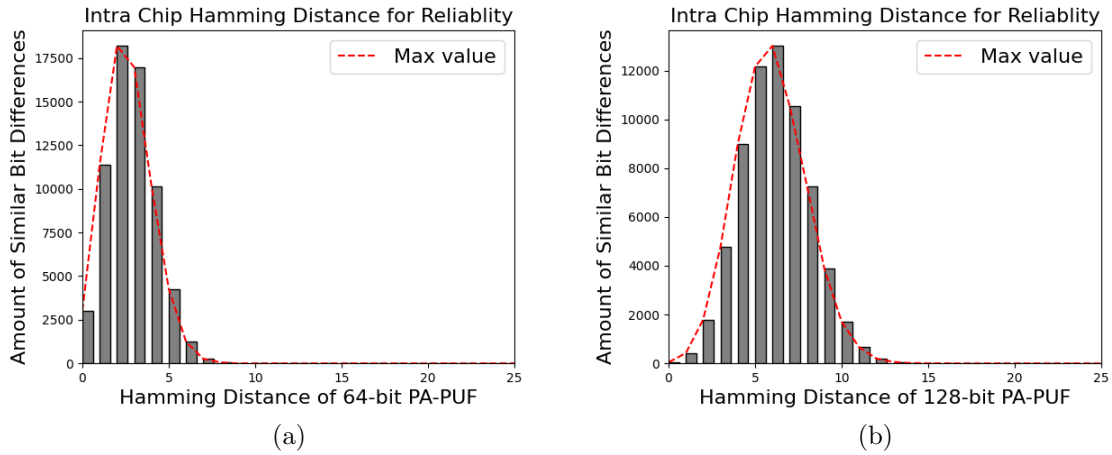 Intra Chip Hamming Distance for Reliablity
Max value
Amount of Similar Bit Differences
17500
15000
12500
10000
7500
5000
2500
0
0 5 10 15 20 25
Hamming Distance of 64-bit PA-PUF
(a)
Intra Chip Hamming Distance for Reliablity
Max value
Amount of Similar Bit Differences
12000
10000
8000
6000
4000
2000
0
0 5 10 15 20 25
Hamming Distance of 128-bit PA-PUF
(b)